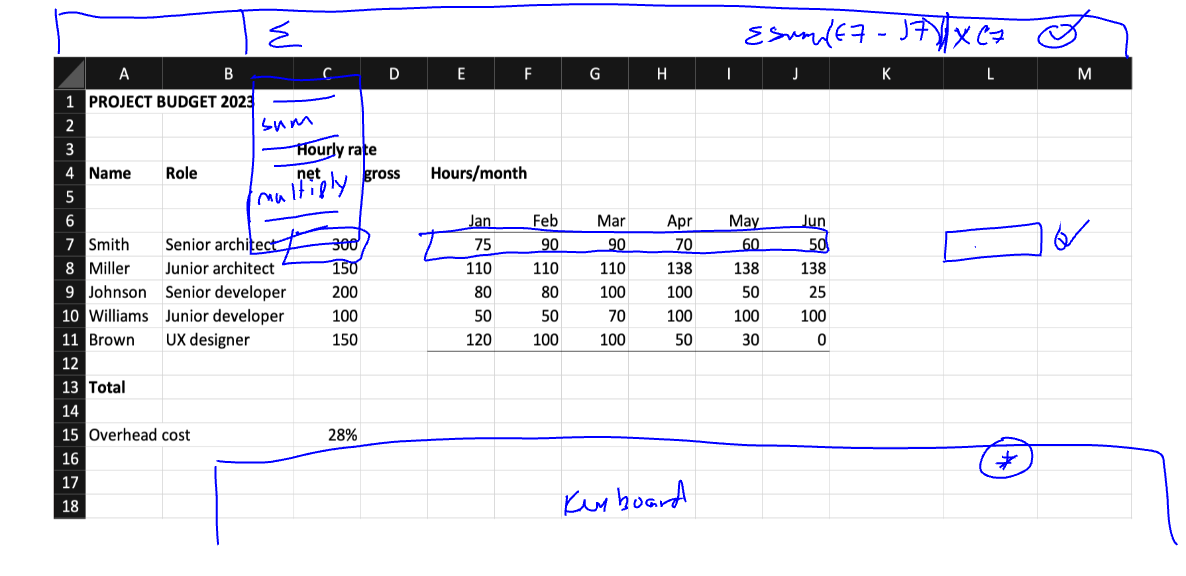 Σ Σ Sum(E7 - J7) X C7
A B C D E F G H I J K L M
1 PROJECT BUDGET 2023
2 sum
3 Hourly rate
4 Name Role net gross Hours/month
5 multiply
6 Jan Feb Mar Apr May Jun
7 Smith Senior architect 300 75 90 90 70 60 50
8 Miller Junior architect 150 110 110 110 138 138 138
9 Johnson Senior developer 200 80 80 100 100 50 25
10 Williams Junior developer 100 50 50 70 100 100 100
11 Brown UX designer 150 120 100 100 50 30 0
12
13 Total
14
15 Overhead cost 28%
16 *
17
18 Keyboard